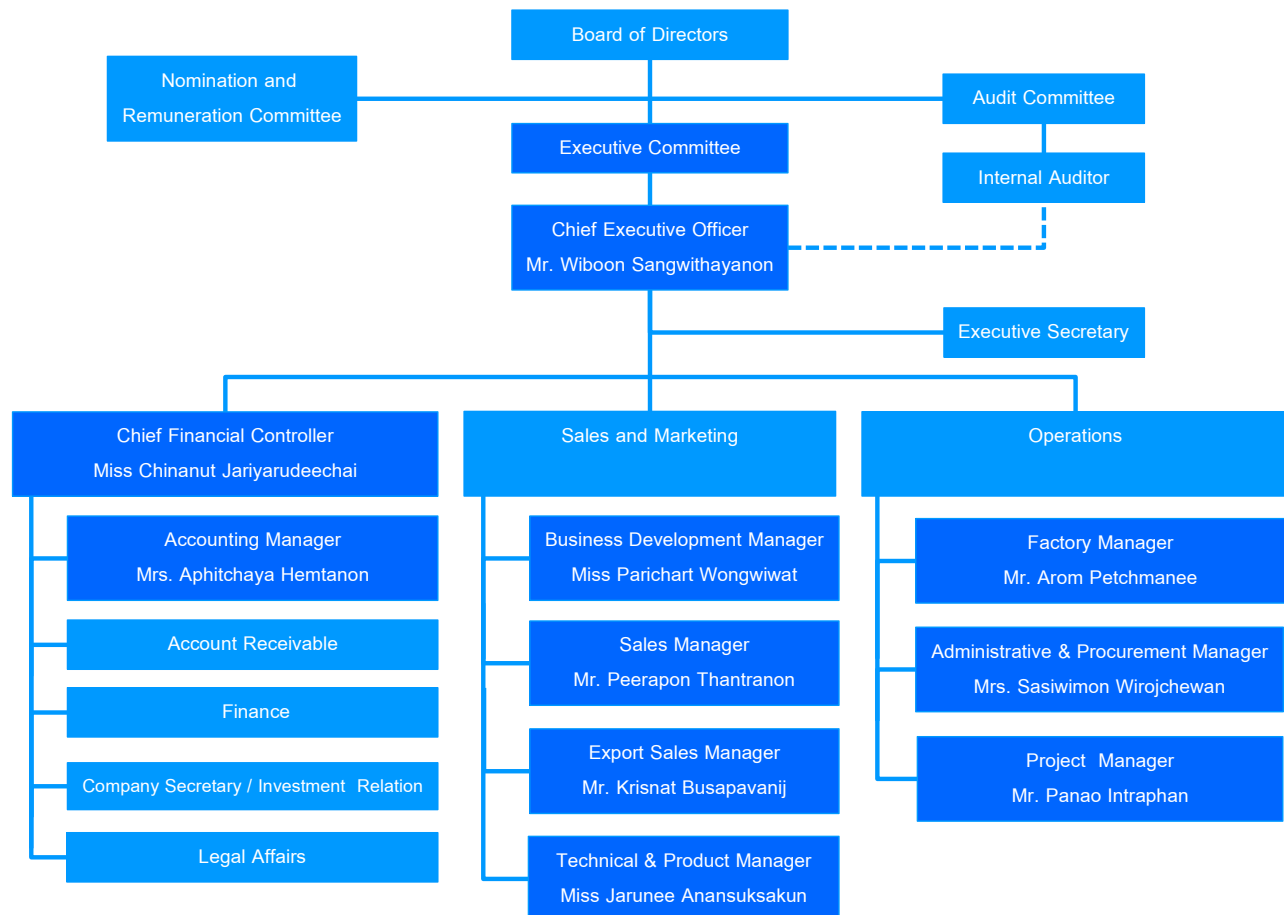 Board of Directors
Nomination and
Remuneration Committee
Audit Committee
Executive Committee
Internal Auditor
Chief Executive Officer
Mr. Wiboon Sangwithayanon
Executive Secretary
Chief Financial Controller
Miss Chinanut Jariyarudeechai
Accounting Manager
Mrs. Aphitchaya Hemtanon
Account Receivable
Finance
Company Secretary / Investment Relation
Legal Affairs
Sales and Marketing
Business Development Manager
Miss Parichart Wongwiwat
Sales Manager
Mr. Peerapon Thantranon
Export Sales Manager
Mr. Krisnat Busapavanij
Technical & Product Manager
Miss Jarunee Anansuksakun
Operations
Factory Manager
Mr. Arom Petchmanee
Administrative & Procurement Manager
Mrs. Sasiwimon Wirojchewan
Project Manager
Mr. Panao Intraphan